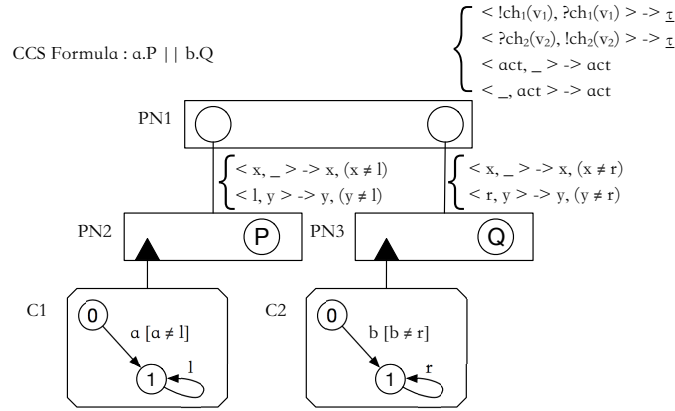 < !ch₁(v₁), ?ch₁(v₁) > -> τ
< ?ch₂(v₂), !ch₂(v₂) > -> τ
CCS Formula : a.P || b.Q
< act, _ > -> act
< _, act > -> act
PN1
< x, _ > -> x, (x ≠ l)
< l, y > -> y, (y ≠ l)
< x, _ > -> x, (x ≠ r)
< r, y > -> y, (y ≠ r)
PN2
P
PN3
Q
C1
0
a [a ≠ l]
l
1
C2
0
b [b ≠ r]
r
1